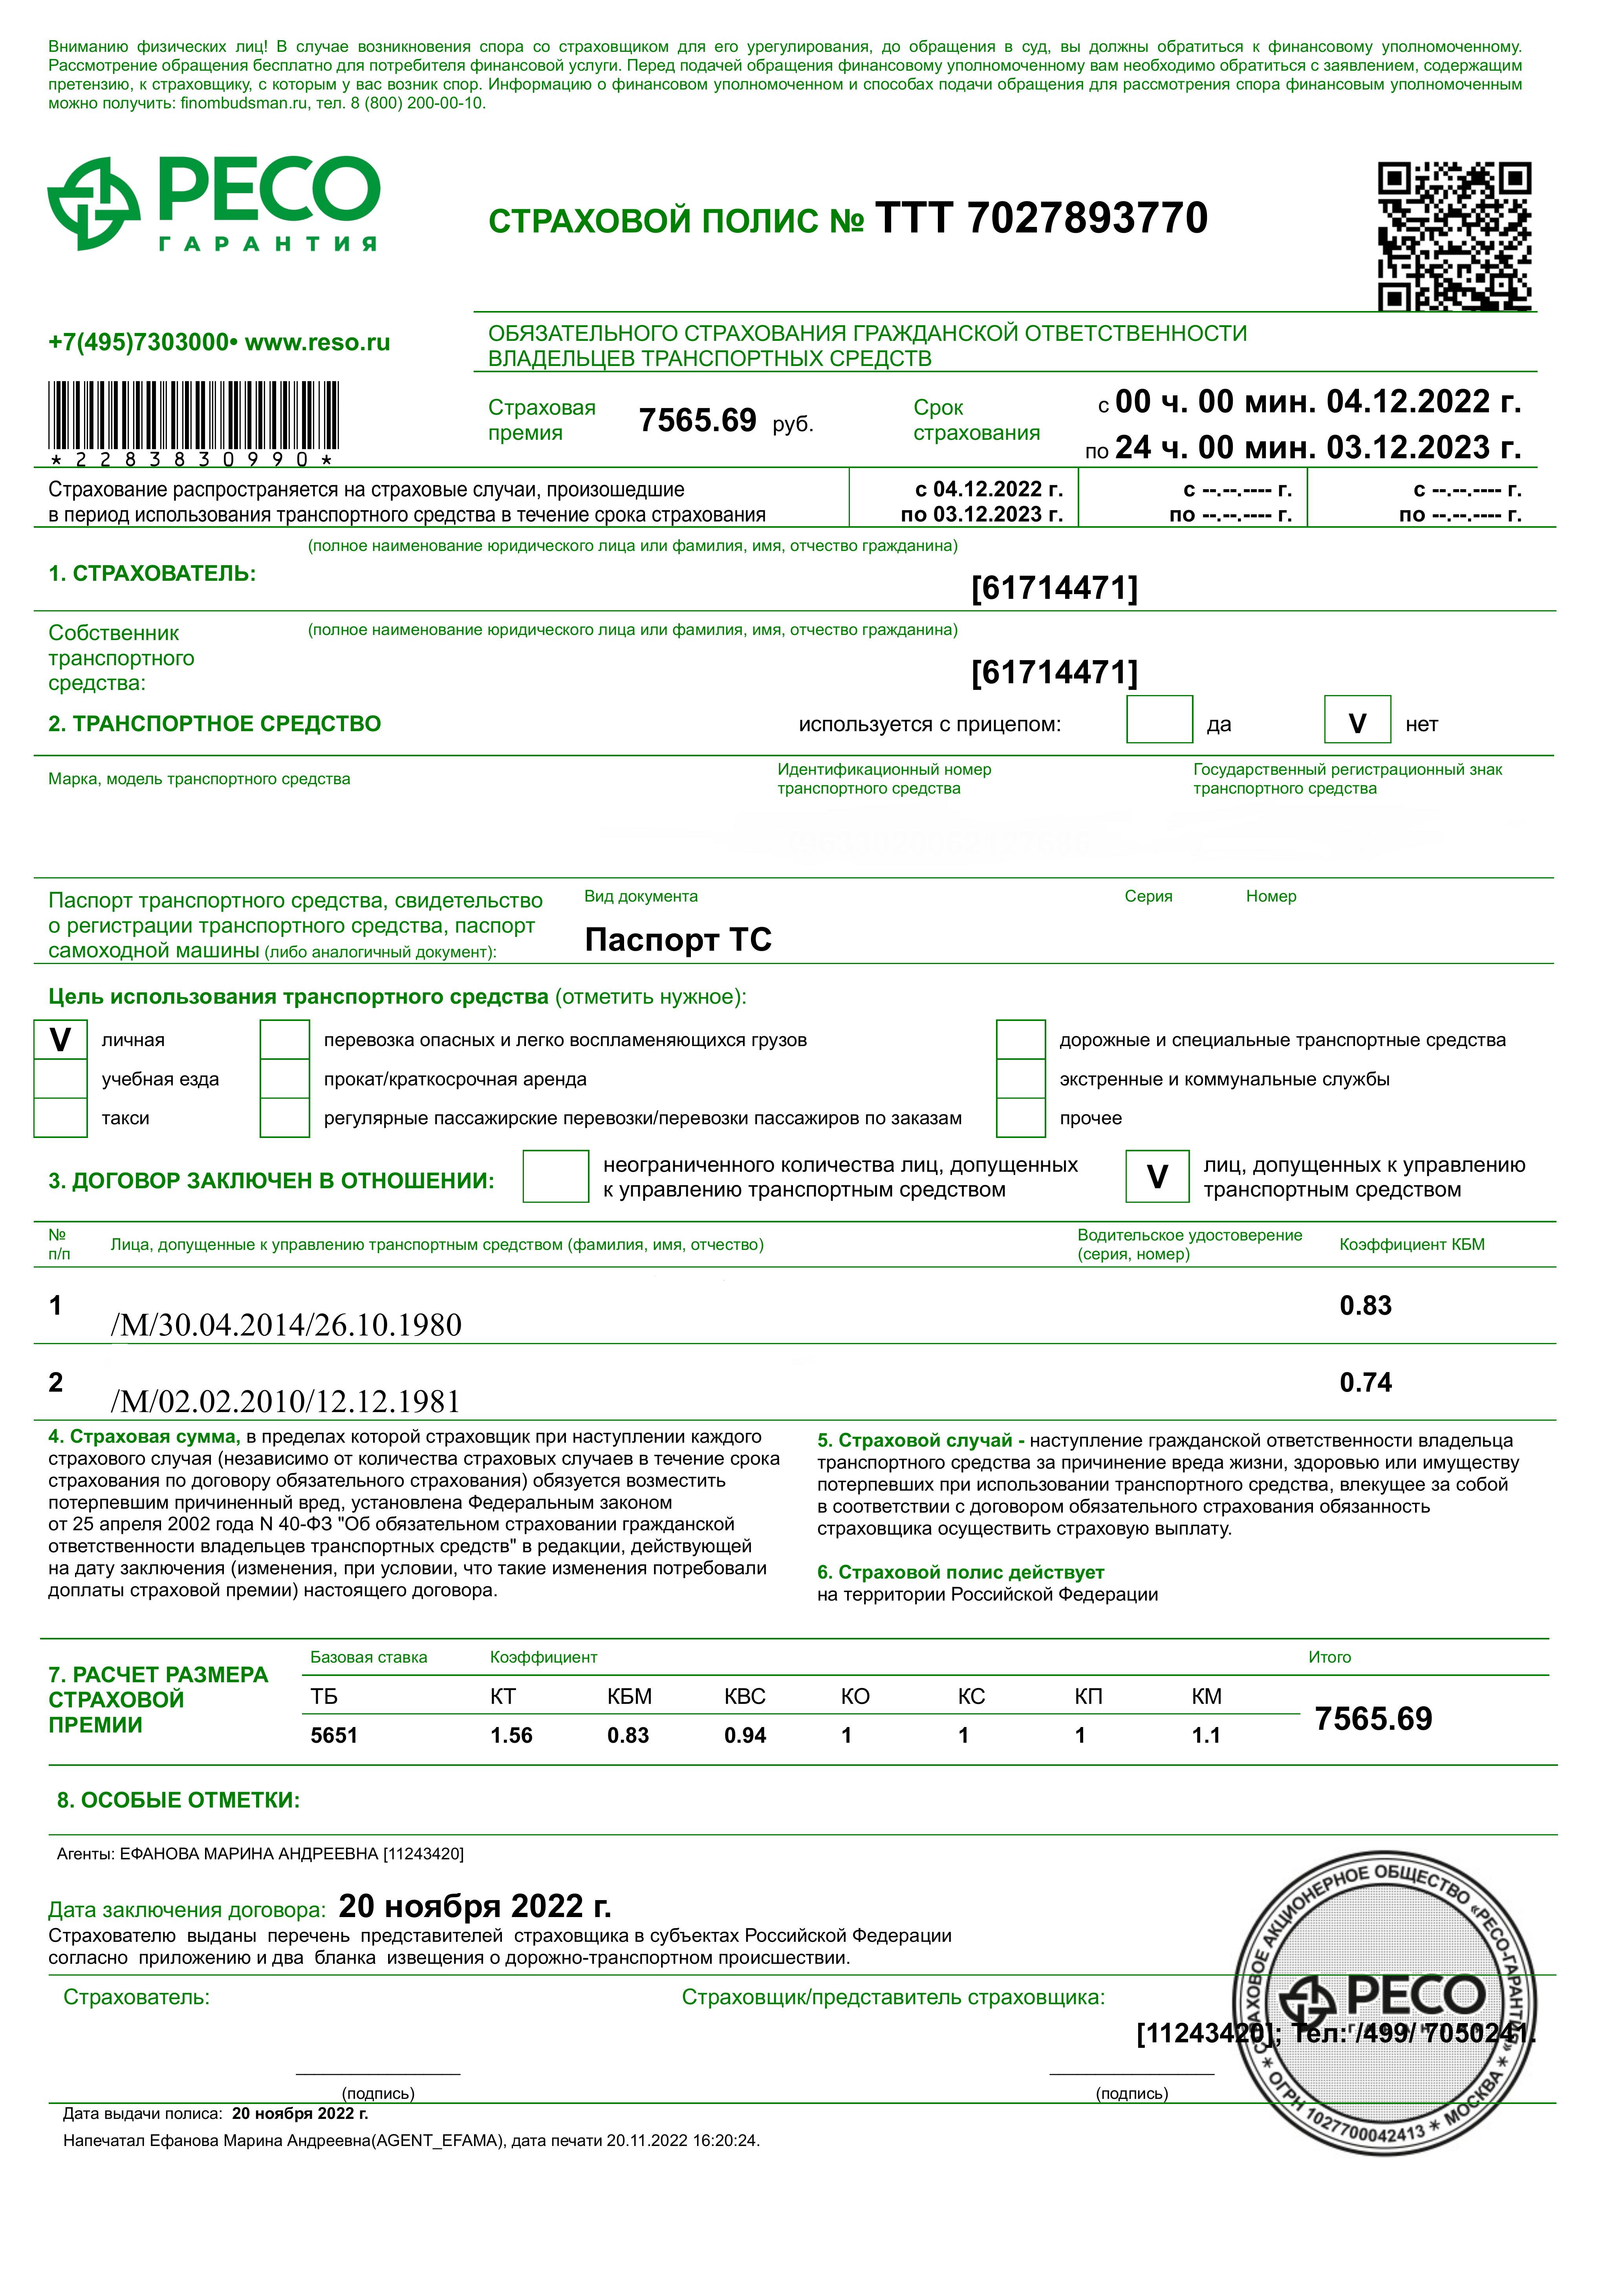 Вниманию физических лиц! В случае возникновения спора со страховщиком для его урегулирования, до обращения в суд, вы должны обратиться к финансовому уполномоченному.
Рассмотрение обращения бесплатно для потребителя финансовой услуги. Перед подачей обращения финансовому уполномоченному вам необходимо обратиться с заявлением, содержащим
претензию, к страховщику, с которым у вас возник спор. Информацию о финансовом уполномоченном и способах подачи обращения для рассмотрения спора финансовым уполномоченным
можно получить: finombudsman.ru, тел. 8 (800) 200-00-10.
РЕСО
ГАРАНТИЯ
СТРАХОВОЙ ПОЛИС № ТТТ 7027893770
+7(495)7303000• www.reso.ru
ОБЯЗАТЕЛЬНОГО СТРАХОВАНИЯ ГРАЖДАНСКОЙ ОТВЕТСТВЕННОСТИ
ВЛАДЕЛЬЦЕВ ТРАНСПОРТНЫХ СРЕДСТВ
*2283830990*
Страховая
премия
7565.69 руб.
Срок
страхования
с 00 ч. 00 мин. 04.12.2022 г.
по 24 ч. 00 мин. 03.12.2023 г.
Страхование распространяется на страховые случаи, произошедшие
в период использования транспортного средства в течение срока страхования
с 04.12.2022 г.
по 03.12.2023 г.
с --.--.---- г.
по --.--.---- г.
с --.--.---- г.
по --.--.---- г.
(полное наименование юридического лица или фамилия, имя, отчество гражданина)
1. СТРАХОВАТЕЛЬ:
[61714471]
Собственник
транспортного
средства:
(полное наименование юридического лица или фамилия, имя, отчество гражданина)
[61714471]
2. ТРАНСПОРТНОЕ СРЕДСТВО
используется с прицепом:
да
V нет
Марка, модель транспортного средства
Идентификационный номер
транспортного средства
Государственный регистрационный знак
транспортного средства
Паспорт транспортного средства, свидетельство
о регистрации транспортного средства, паспорт
самоходной машины (либо аналогичный документ):
Вид документа
Паспорт ТС
Серия
Номер
Цель использования транспортного средства (отметить нужное):
V личная
перевозка опасных и легко воспламеняющихся грузов
дорожные и специальные транспортные средства
учебная езда
прокат/краткосрочная аренда
экстренные и коммунальные службы
такси
регулярные пассажирские перевозки/перевозки пассажиров по заказам
прочее
3. ДОГОВОР ЗАКЛЮЧЕН В ОТНОШЕНИИ:
неограниченного количества лиц, допущенных
к управлению транспортным средством
V
лиц, допущенных к управлению
транспортным средством
№
п/п
Лица, допущенные к управлению транспортным средством (фамилия, имя, отчество)
Водительское удостоверение
(серия, номер)
Коэффициент КБМ
1
/М/30.04.2014/26.10.1980
0.83
2
/М/02.02.2010/12.12.1981
0.74
4. Страховая сумма, в пределах которой страховщик при наступлении каждого
страхового случая (независимо от количества страховых случаев в течение срока
страхования по договору обязательного страхования) обязуется возместить
потерпевшим причиненный вред, установлена Федеральным законом
от 25 апреля 2002 года N 40-ФЗ "Об обязательном страховании гражданской
ответственности владельцев транспортных средств" в редакции, действующей
на дату заключения (изменения, при условии, что такие изменения потребовали
доплаты страховой премии) настоящего договора.
5. Страховой случай - наступление гражданской ответственности владельца
транспортного средства за причинение вреда жизни, здоровью или имуществу
потерпевших при использовании транспортного средства, влекущее за собой
в соответствии с договором обязательного страхования обязанность
страховщика осуществить страховую выплату.
6. Страховой полис действует
на территории Российской Федерации
7. РАСЧЕТ РАЗМЕРА
СТРАХОВОЙ
ПРЕМИИ
Базовая ставка
Коэффициент
Итого
ТБ КТ КБМ КВС КО КС КП КМ
5651 1.56 0.83 0.94 1 1 1 1.1
7565.69
8. ОСОБЫЕ ОТМЕТКИ:
Агенты: ЕФАНОВА МАРИНА АНДРЕЕВНА [11243420]
Дата заключения договора: 20 ноября 2022 г.
Страхователю выданы перечень представителей страховщика в субъектах Российской Федерации
согласно приложению и два бланка извещения о дорожно-транспортном происшествии.
Страхователь:
Страховщик/представитель страховщика:
[11243420]; Тел: /499/ 7050241.
(подпись)
(подпись)
СТРАХОВОЕ АКЦИОНЕРНОЕ ОБЩЕСТВО «РЕСО-ГАРАНТИЯ»
РЕСО
ГАРАНТИЯ
* ОГРН 1027700042413 * МОСКВА *
Дата выдачи полиса: 20 ноября 2022 г.
Напечатал Ефанова Марина Андреевна(AGENT_EFAMA), дата печати 20.11.2022 16:20:24.